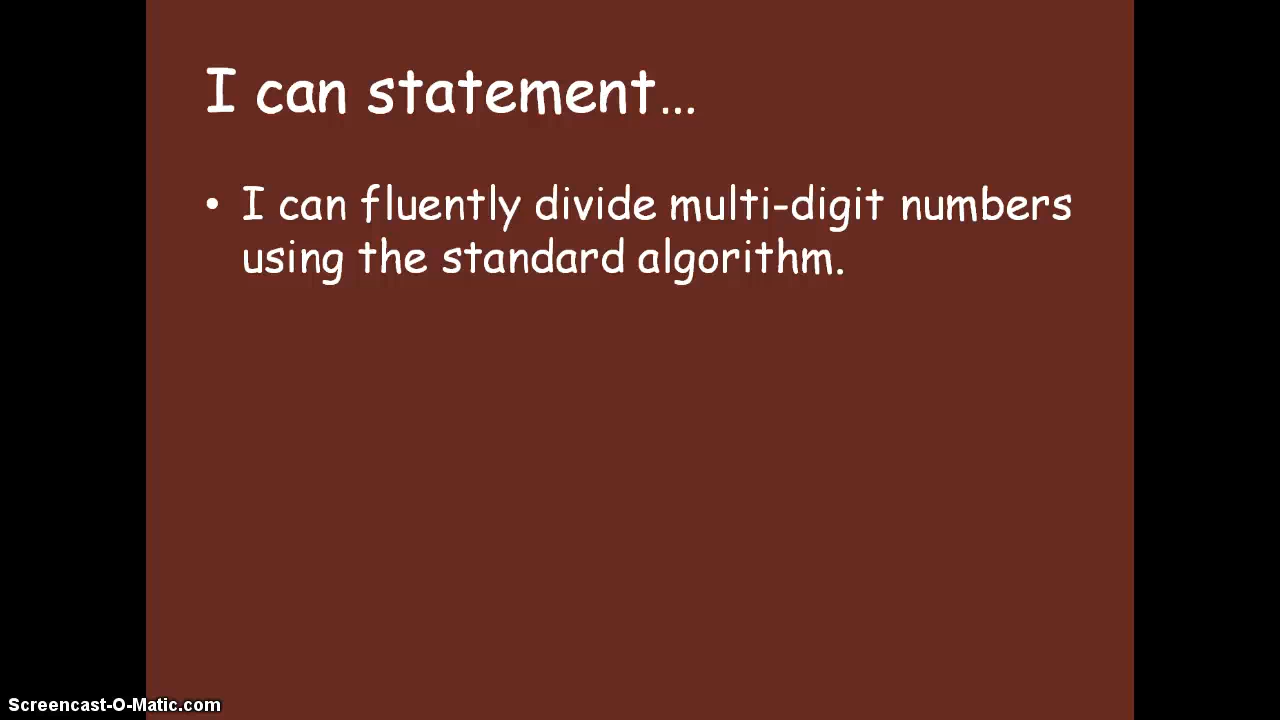 I can statement…
• I can fluently divide multi-digit numbers
using the standard algorithm.
Screencast-O-Matic.com